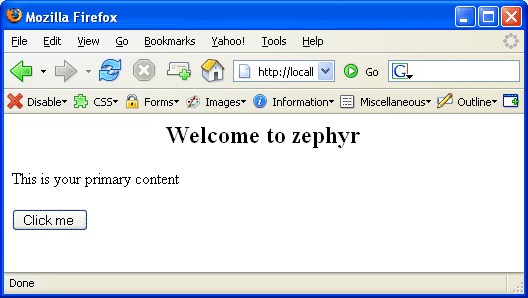 Mozilla Firefox
File Edit View Go Bookmarks Yahoo! Tools Help
http://locall Go G
Disable CSS Forms Images Information Miscellaneous Outline
Welcome to zephyr
This is your primary content
Click me
Done